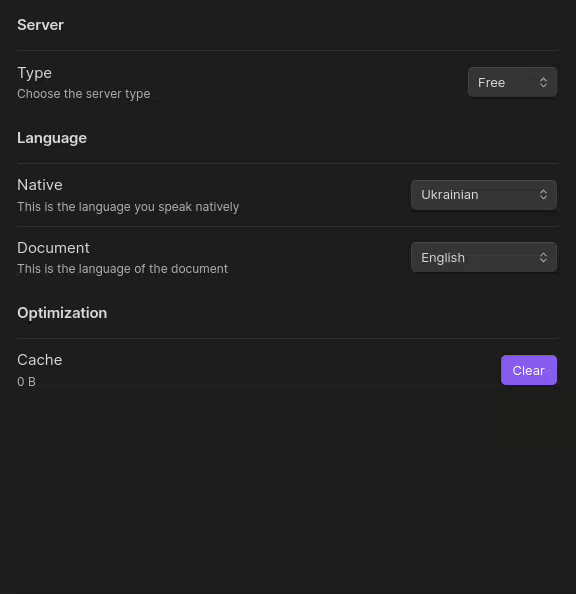 Server
Type
Choose the server type
Free
Language
Native
This is the language you speak natively
Ukrainian
Document
This is the language of the document
English
Optimization
Cache
0 B
Clear